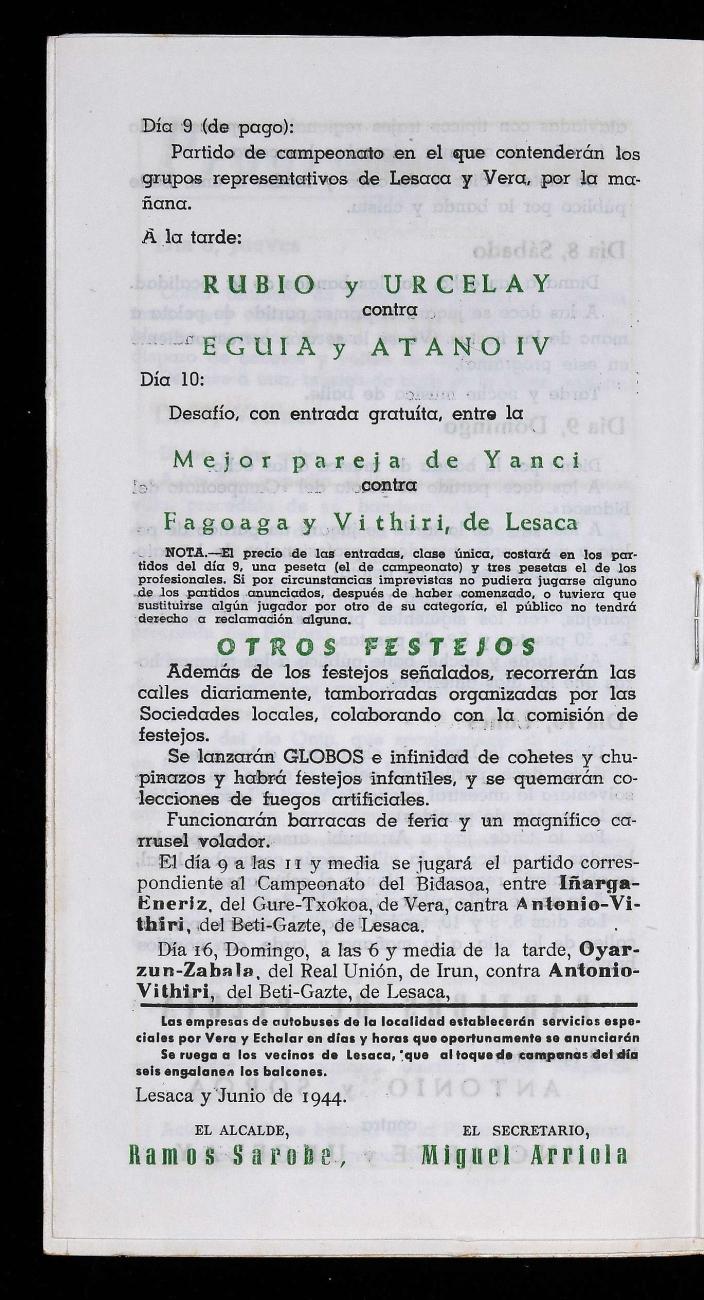 Día 9 (de pago):
Partido de campeonato en el que contenderán los
grupos representativos de Lesaca y Vera, por la ma-
ñana.
A la tarde:
RUBIO y URCELAY
contra
EGUIA y ATANO IV
Día 10:
Desafío, con entrada gratuíta, entre la
Mejor pareja de Yanci
contra
Fagoaga y Vithiri, de Lesaca
NOTA.—El precio de las entradas, clase única, costará en los par-
tidos del día 9, una peseta (el de campeonato) y tres pesetas el de los
profesionales. Si por circunstancias imprevistas no pudiera jugarse alguno
de los partidos anunciados, después de haber comenzado, o tuviera que
sustituirse algún jugador por otro de su categoría, el público no tendrá
derecho a reclamación alguna.
OTROS FESTEJOS
Además de los festejos señalados, recorrerán las
calles diariamente, tamborradas organizadas por las
Sociedades locales, colaborando con la comisión de
festejos.
Se lanzarán GLOBOS e infinidad de cohetes y chu-
pinazos y habrá festejos infantiles, y se quemarán co-
lecciones de fuegos artificiales.
Funcionarán barracas de feria y un magnífico ca-
rrusel volador.
El día 9 a las 11 y media se jugará el partido corres-
pondiente al Campeonato del Bidasoa, entre Iñarga-
Eneriz, del Gure-Txokoa, de Vera, cantra Antonio-Vi-
thiri, del Beti-Gazte, de Lesaca.
Día 16, Domingo, a las 6 y media de la tarde, Oyar-
zun-Zabala, del Real Unión, de Irun, contra Antonio-
Vithiri, del Beti-Gazte, de Lesaca,
Las empresas de autobuses de la localidad establecerán servicios espe-
ciales por Vera y Echalar en días y horas que oportunamente se anunciarán
Se ruega a los vecinos de Lesaca, que al toque de campanas del día
seis engalanen los balcones.
Lesaca y Junio de 1944.
EL ALCALDE, EL SECRETARIO,
Ramos Sarobe, Miguel Arriola